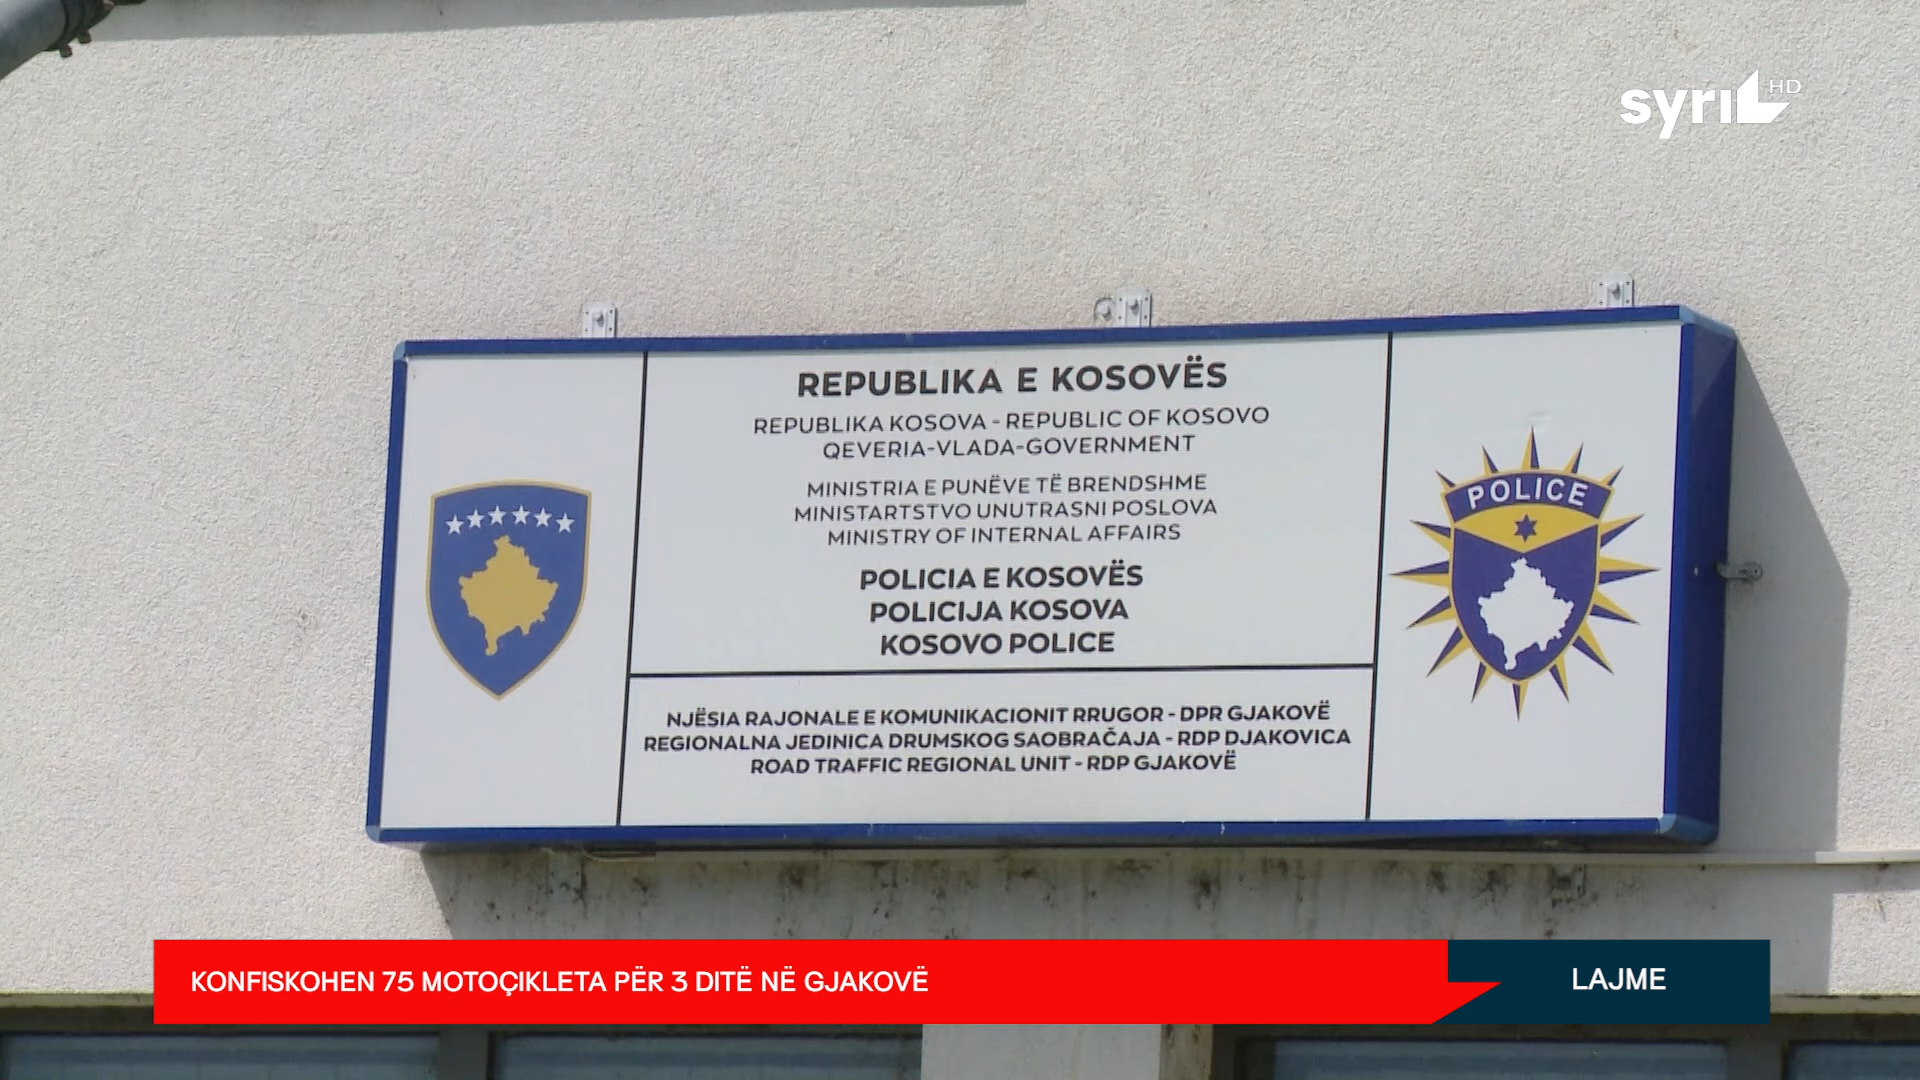 syri HD
REPUBLIKA E KOSOVËS
REPUBLIKA KOSOVA - REPUBLIC OF KOSOVO
QEVERIA-VLADA-GOVERNMENT
MINISTRIA E PUNËVE TË BRENDSHME
MINISTARTSTVO UNUTRASNI POSLOVA
MINISTRY OF INTERNAL AFFAIRS
POLICIA E KOSOVËS
POLICIJA KOSOVA
KOSOVO POLICE
POLICE
NJËSIA RAJONALE E KOMUNIKACIONIT RRUGOR - DPR GJAKOVË
REGIONALNA JEDINICA DRUMSKOG SAOBRAČAJA - RDP DJAKOVICA
ROAD TRAFFIC REGIONAL UNIT - RDP GJAKOVË
KONFISKOHEN 75 MOTOÇIKLETA PËR 3 DITË NË GJAKOVË
LAJME